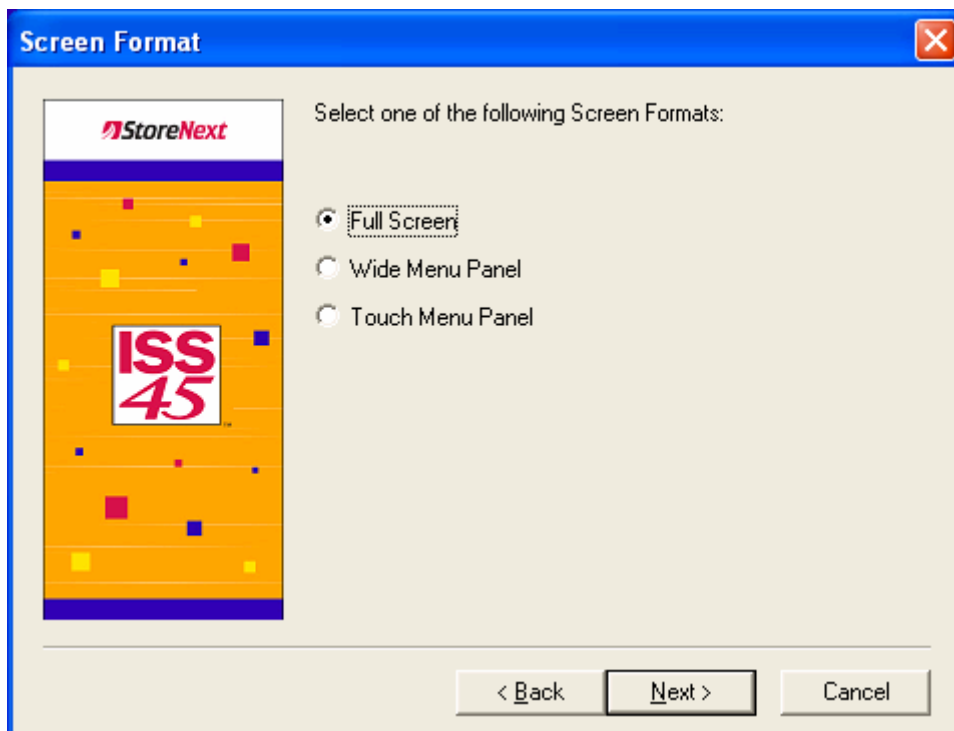 Screen Format
StoreNext
Select one of the following Screen Formats:
Full Screen
Wide Menu Panel
Touch Menu Panel
ISS
45
™
< Back
Next >
Cancel